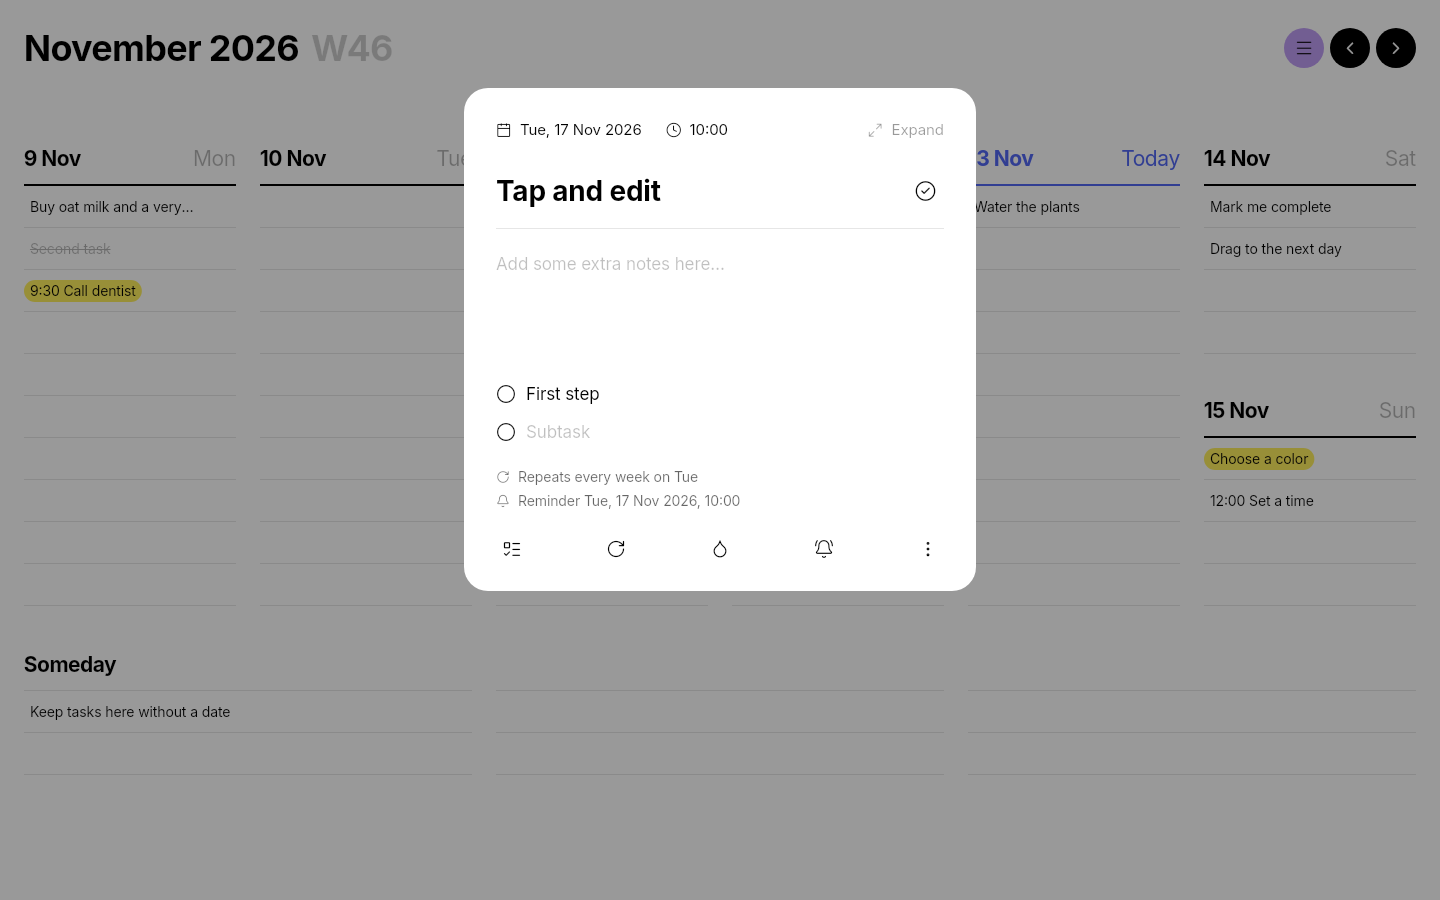 November 2026 W46
9 Nov Mon
Buy oat milk and a very...
Second task
9:30 Call dentist
10 Nov Tue
Tue, 17 Nov 2026 10:00 Expand
Tap and edit
Add some extra notes here...
First step
Subtask
Repeats every week on Tue
Reminder Tue, 17 Nov 2026, 10:00
3 Nov Today
Water the plants
14 Nov Sat
Mark me complete
Drag to the next day
15 Nov Sun
Choose a color
12:00 Set a time
Someday
Keep tasks here without a date